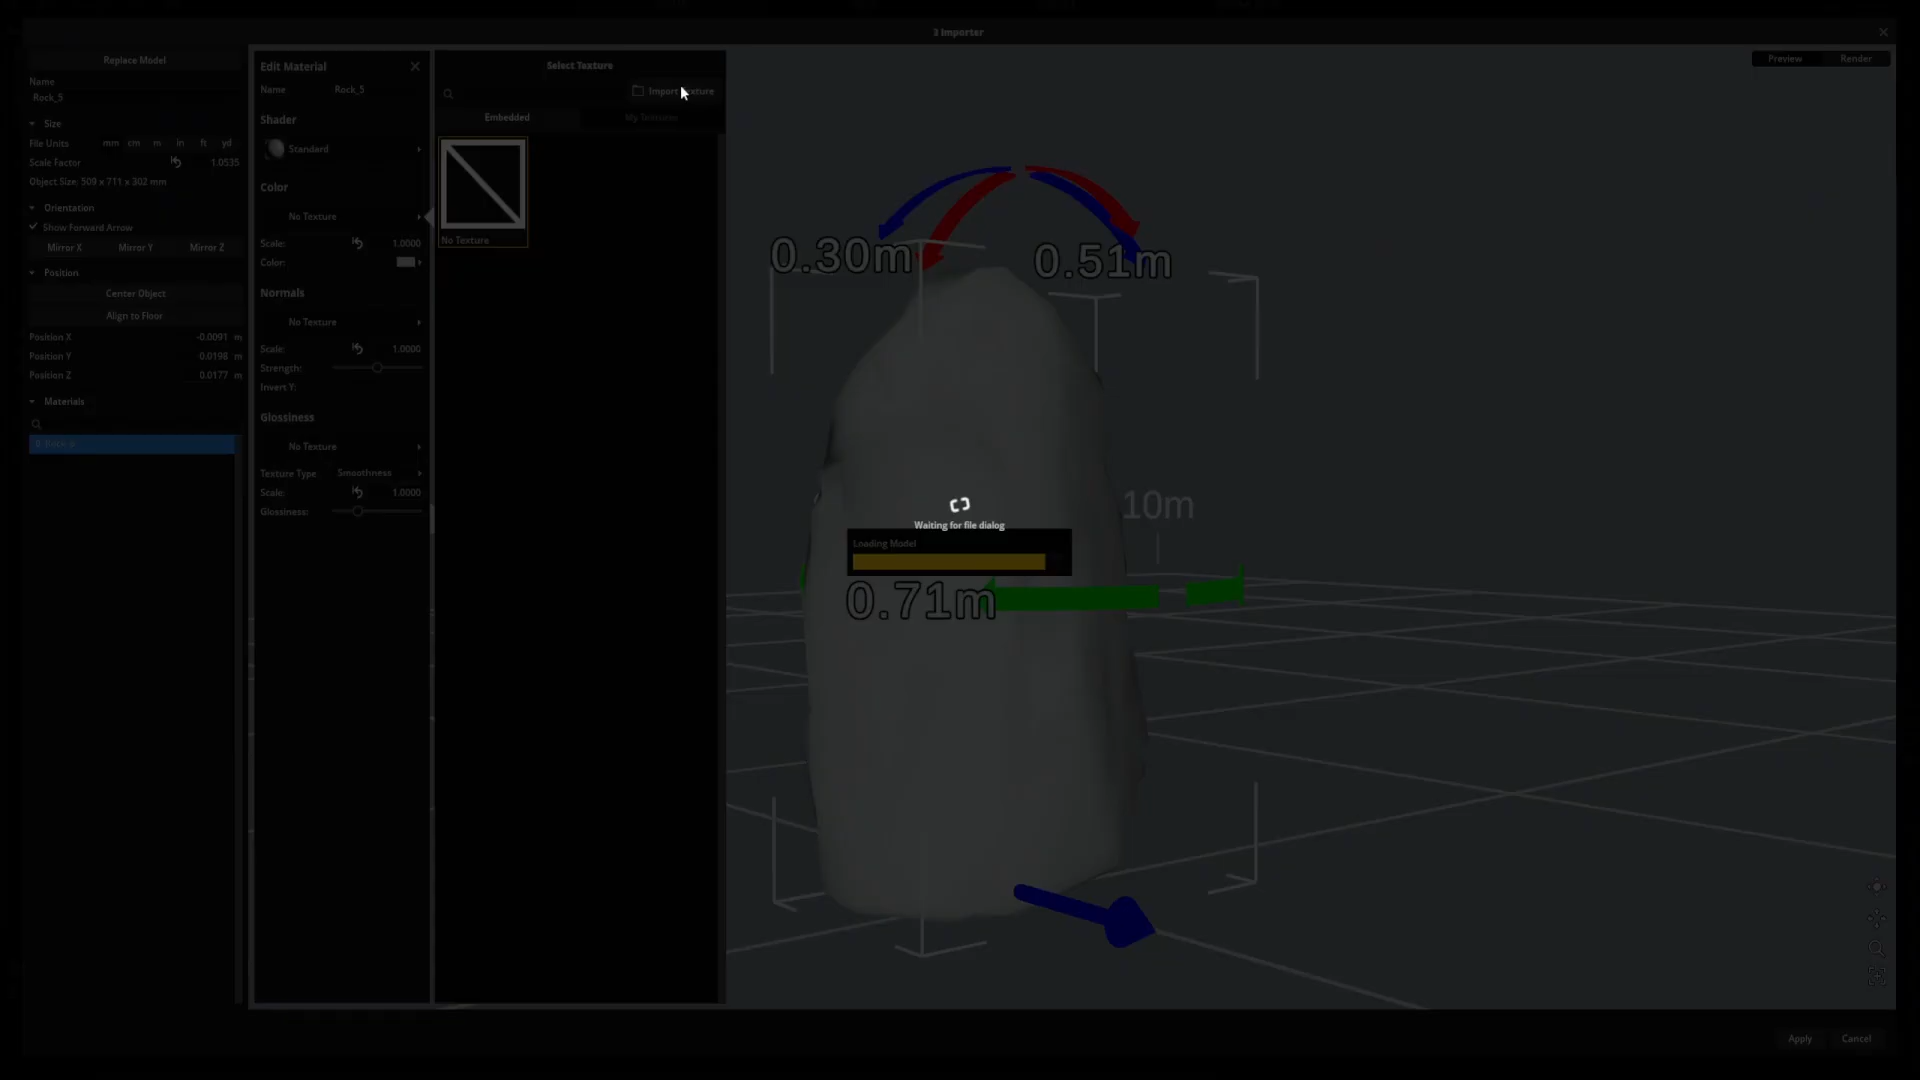 3 Importer
Replace Model
Name
Rock_5
Size
File Units mm cm m in ft yd
Scale Factor 1.0535
Object Size: 509 x 711 x 302 mm
Orientation
Show Forward Arrow
Mirror X Mirror Y Mirror Z
Position
Center Object
Align to Floor
Position X -0.0091 m
Position Y 0.0198 m
Position Z 0.0177 m
Materials
Edit Material
Name Rock_5
Shader
Standard
Color
No Texture
Scale: 1.0000
Color:
Normals
No Texture
Scale: 1.0000
Strength:
Invert Y:
Glossiness
No Texture
Texture Type Smoothness
Scale: 1.0000
Glossiness:
Select Texture
Import
Embedded My Textures
No Texture
Preview Render
0.30m 0.51m
10m
Waiting for file dialog
Loading Model
0.71m
Apply Cancel